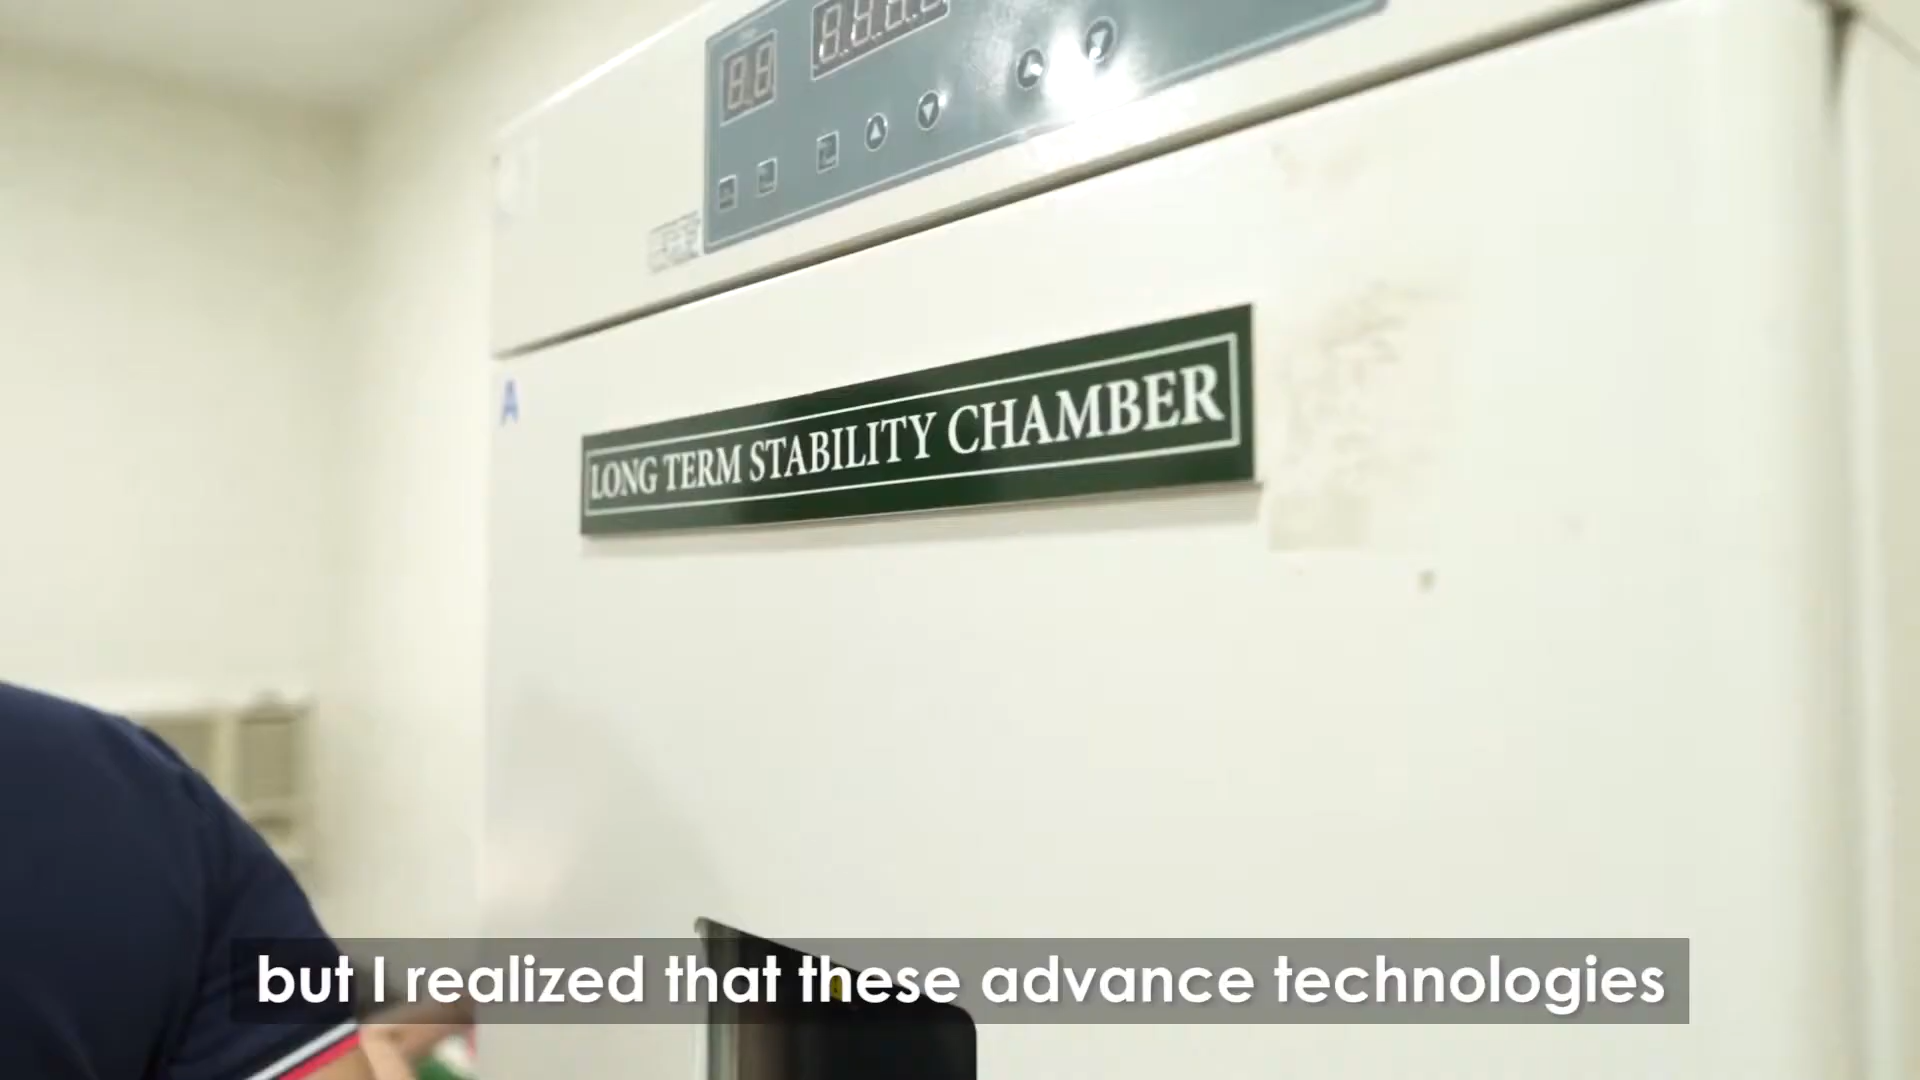 A
LONG TERM STABILITY CHAMBER
but I realized that these advance technologies